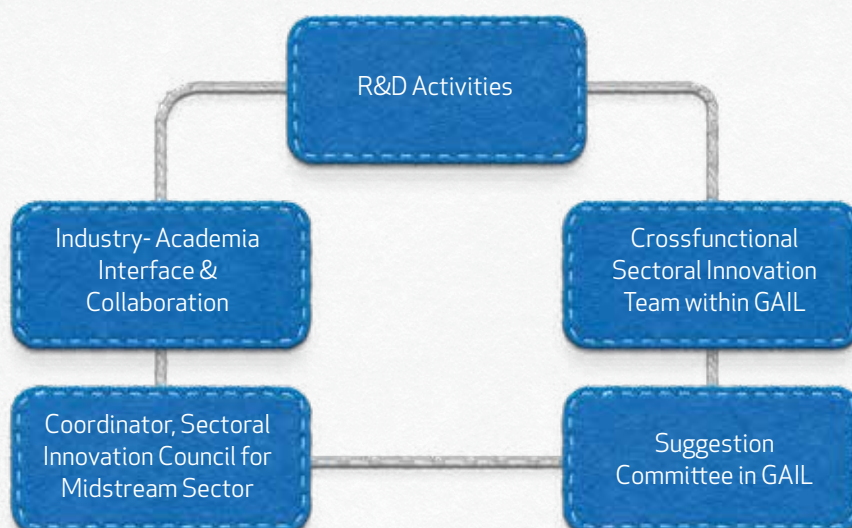 R&D Activities
Industry- Academia
Interface &
Collaboration
Crossfunctional
Sectoral Innovation
Team within GAIL
Coordinator, Sectoral
Innovation Council for
Midstream Sector
Suggestion
Committee in GAIL